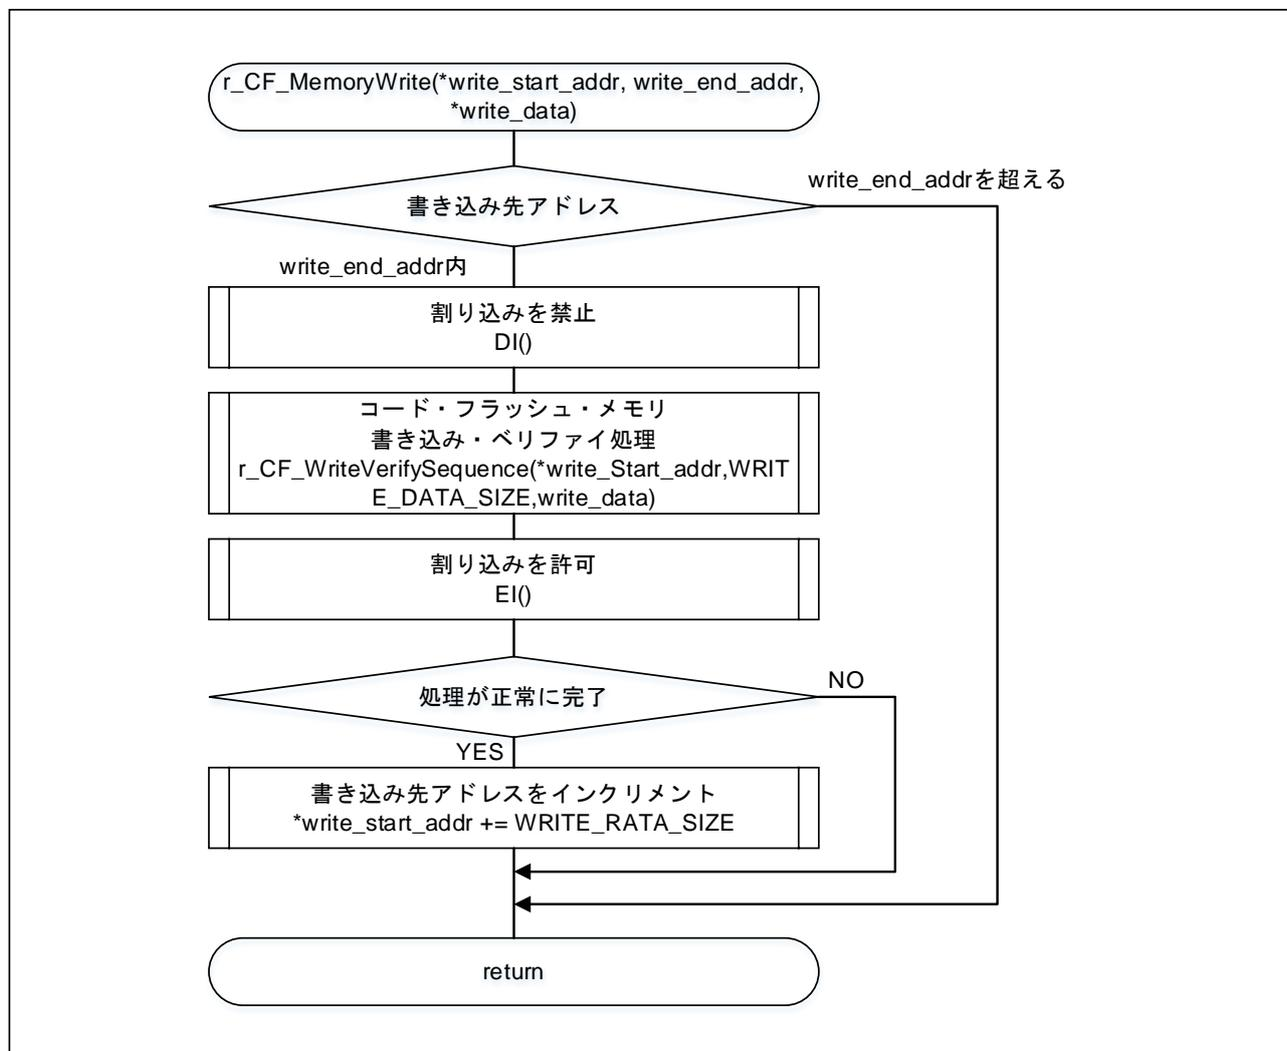 r_CF_MemoryWrite(*write_start_addr, write_end_addr,
*write_data)
write_end_addrを超える
書き込み先アドレス
write_end_addr内
割り込みを禁止
DI()
コード・フラッシュ・メモリ
書き込み・ベリファイ処理
r_CF_WriteVerifySequence(*write_Start_addr,WRIT
E_DATA_SIZE,write_data)
割り込みを許可
EI()
処理が正常に完了
NO
YES
書き込み先アドレスをインクリメント
*write_start_addr += WRITE_RATA_SIZE
return